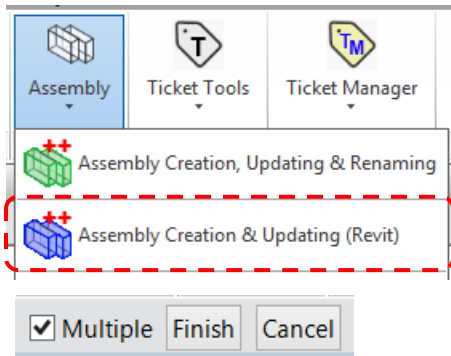 T TM
Assembly Ticket Tools Ticket Manager
Assembly Creation, Updating & Renaming
Assembly Creation & Updating (Revit)
Multiple Finish Cancel